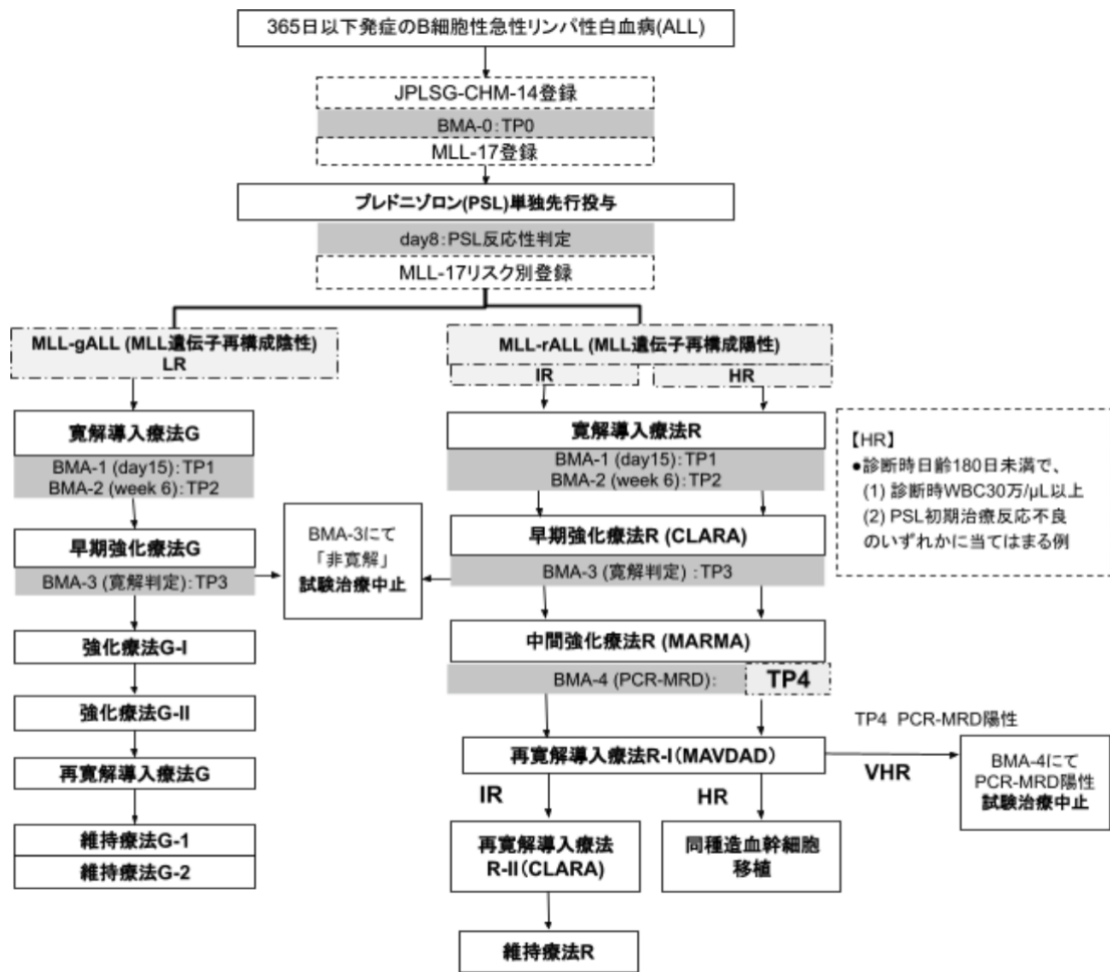 365日以下発症のB細胞性急性リンパ性白血病(ALL)
JPLSG-CHM-14登録
BMA-0:TP0
MLL-17登録
プレドニゾロン(PSL)単独先行投与
day8:PSL反応性判定
MLL-17リスク別登録
MLL-gALL (MLL遺伝子再構成陰性)
LR
寛解導入療法G
BMA-1 (day15):TP1
BMA-2 (week 6):TP2
早期強化療法G
BMA-3 (寛解判定):TP3
強化療法G-I
強化療法G-II
再寛解導入療法G
維持療法G-1
維持療法G-2
BMA-3にて
「非寛解」
試験治療中止
MLL-rALL (MLL遺伝子再構成陽性)
IR
HR
寛解導入療法R
BMA-1 (day15):TP1
BMA-2 (week 6):TP2
早期強化療法R (CLARA)
BMA-3 (寛解判定) :TP3
中間強化療法R (MARMA)
BMA-4 (PCR-MRD):
TP4
再寛解導入療法R-I(MAVDAD)
IR
HR
再寛解導入療法
R-II(CLARA)
同種造血幹細胞
移植
維持療法R
【HR】
●診断時日齢180日未満で、
(1) 診断時WBC30万/μL以上
(2) PSL初期治療反応不良
のいずれかに当てはまる例
TP4 PCR-MRD陽性
VHR
BMA-4にて
PCR-MRD陽性
試験治療中止